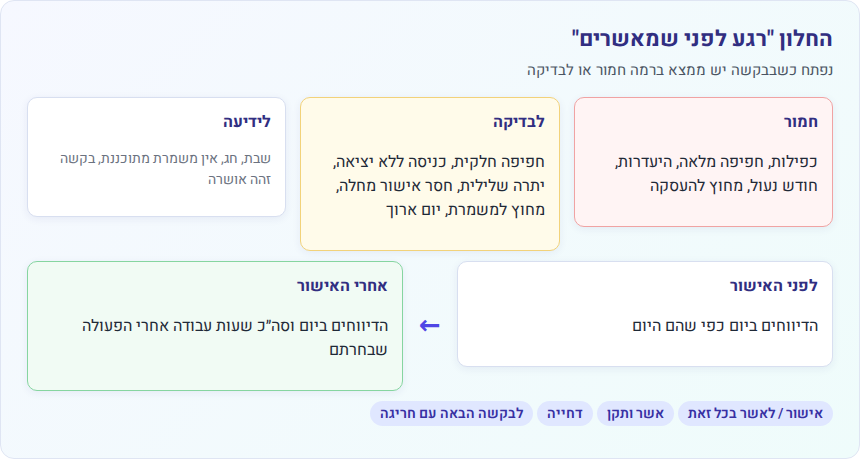 החלון "רגע לפני שמאשרים"
נפתח כשבבקשה יש ממצא ברמה חמור או לבדיקה
חמור
כפילות, חפיפה מלאה, היעדרות,
חודש נעול, מחוץ להעסקה
לבדיקה
חפיפה חלקית, כניסה ללא יציאה,
יתרה שלילית, חסר אישור מחלה,
מחוץ למשמרת, יום ארוך
לידיעה
שבת, חג, אין משמרת מתוכננת, בקשה
זהה אושרה
לפני האישור
הדיווחים ביום כפי שהם היום
←
אחרי האישור
הדיווחים ביום וסה"כ שעות עבודה אחרי הפעולה
שבחרתם
אישור / לאשר בכל זאת
אשר ותקן
דחייה
לבקשה הבאה עם חריגה